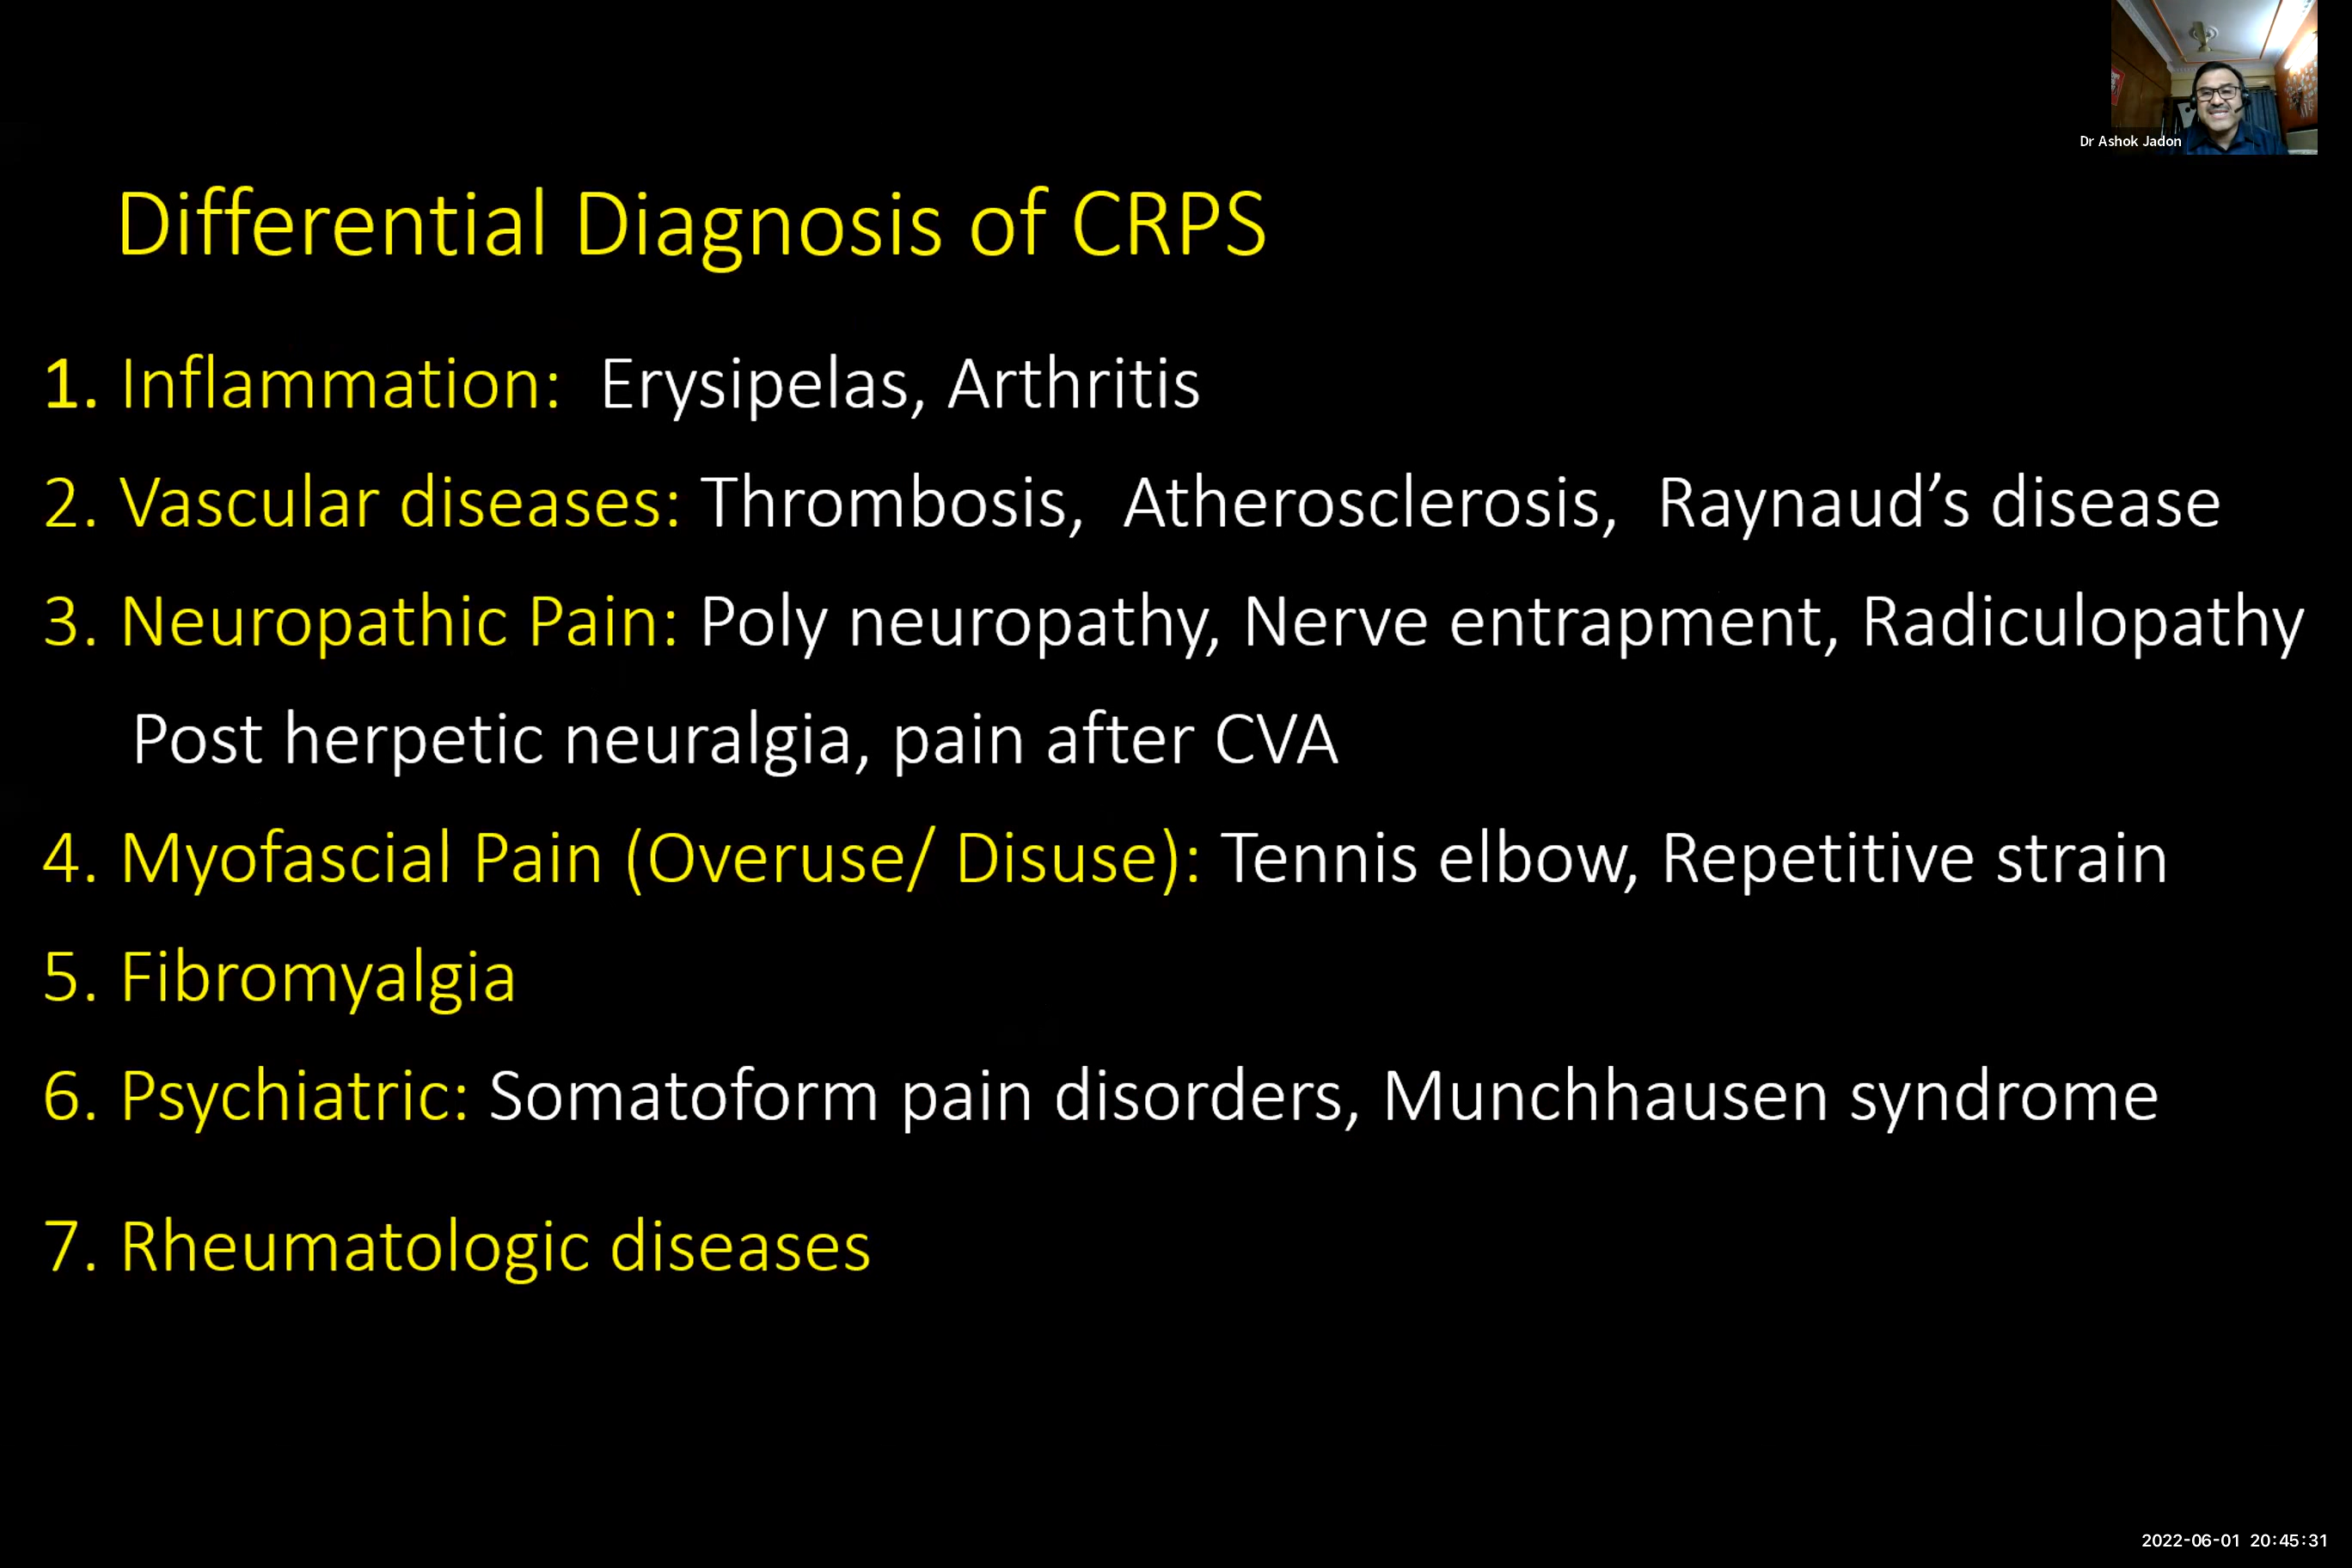 Dr Ashok Jadon
Differential Diagnosis of CRPS
1. Inflammation: Erysipelas, Arthritis
2. Vascular diseases: Thrombosis, Atherosclerosis, Raynaud’s disease
3. Neuropathic Pain: Poly neuropathy, Nerve entrapment, Radiculopathy
Post herpetic neuralgia, pain after CVA
4. Myofascial Pain (Overuse/ Disuse): Tennis elbow, Repetitive strain
5. Fibromyalgia
6. Psychiatric: Somatoform pain disorders, Munchhausen syndrome
7. Rheumatologic diseases
2022-06-01 20:45:31